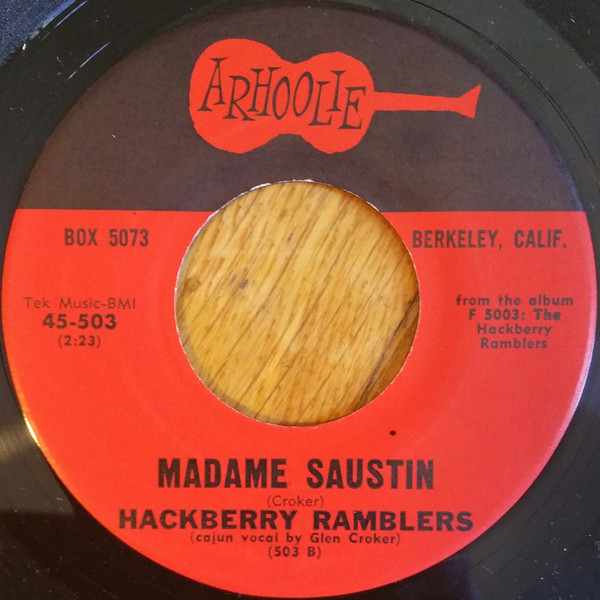 ARHOOLIE
BOX 5073
BERKELEY, CALIF.
Tek Music-BMI
45-503
(2:23)
from the album
F 5003: The
Hackberry
Ramblers
MADAME SAUSTIN
(Croker)
HACKBERRY RAMBLERS
(cajun vocal by Glen Croker)
(503 B)